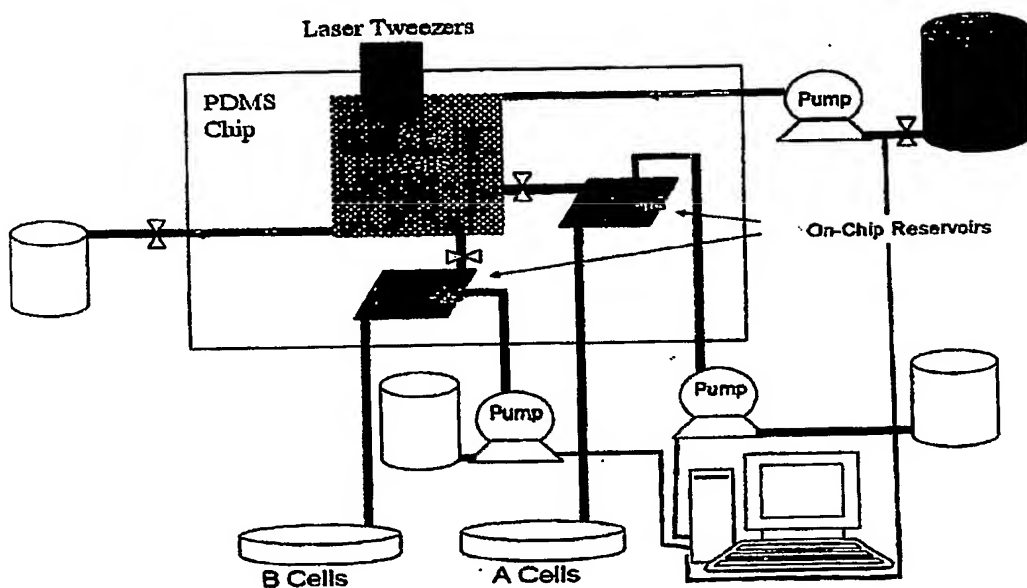 Laser Tweezers
PDMS
Chip
Pump
On-Chip Reservoirs
Pump
Pump
B Cells
A Cells